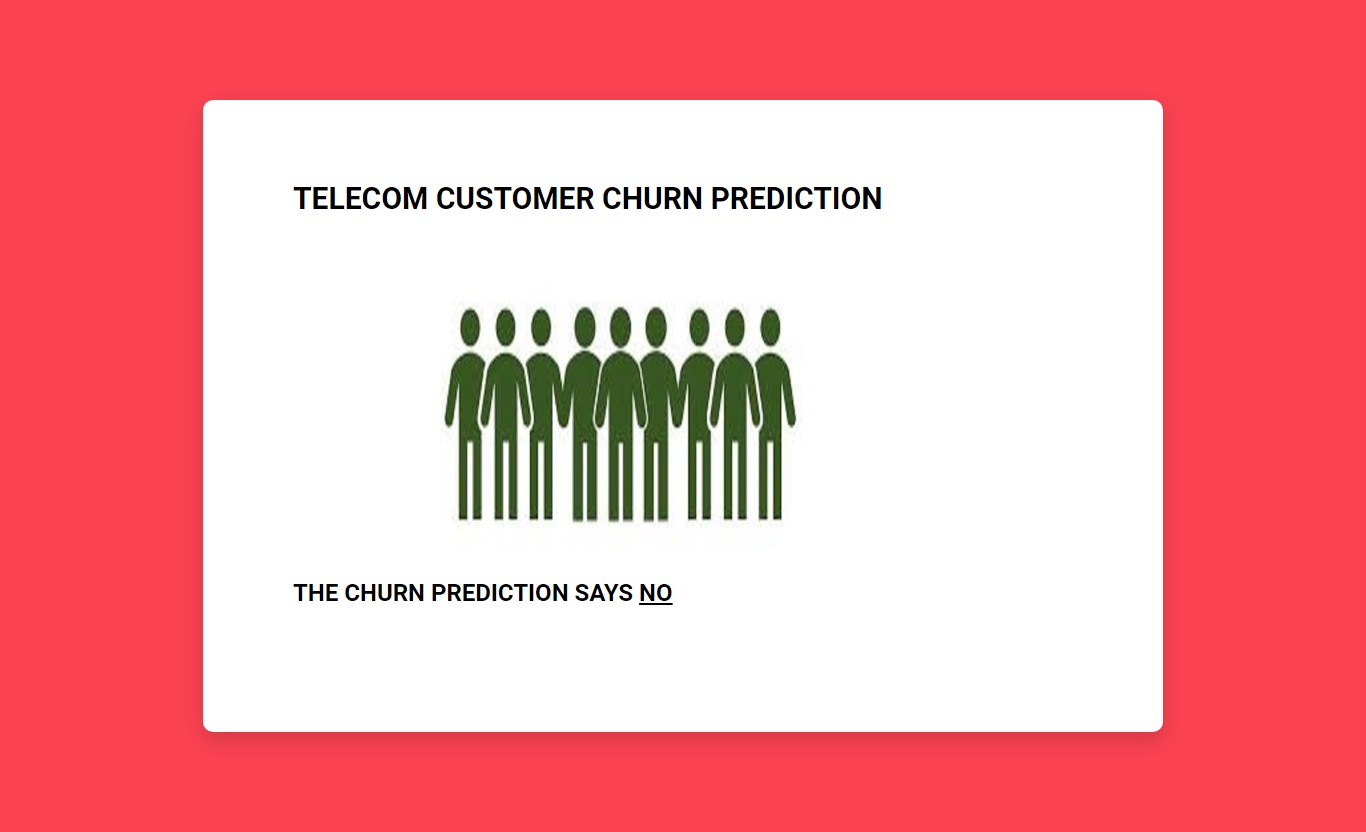 TELECOM CUSTOMER CHURN PREDICTION
THE CHURN PREDICTION SAYS NO